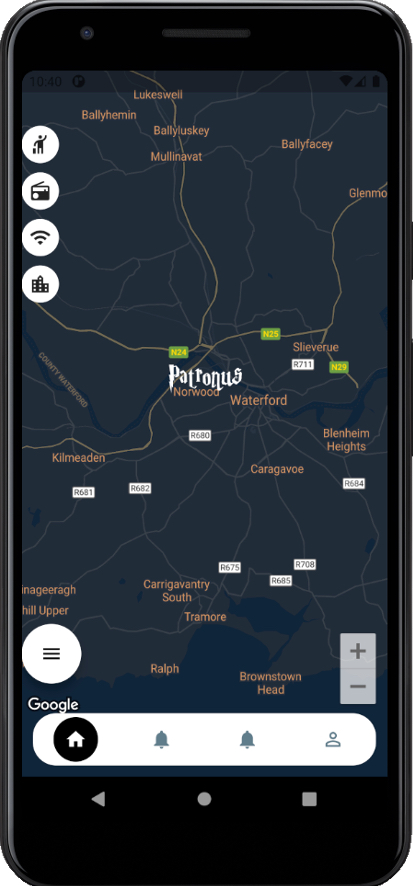 10:40
Lukeswell
Ballyhemin
Ballyluskey
Mullinavat
Ballyfacey
Glenmo
N25
Slieverue
N24
R711
N29
COUNTY WATERFORD
Patronus
Norwood
Waterford
R680
Blenheim
Heights
Kilmeaden
Caragavoe
R681
R682
R684
R675
R708
R685
nageeragh
hill Upper
Carrigavantry
South
Tramore
Ralph
Brownstown
Head
+
−
Google